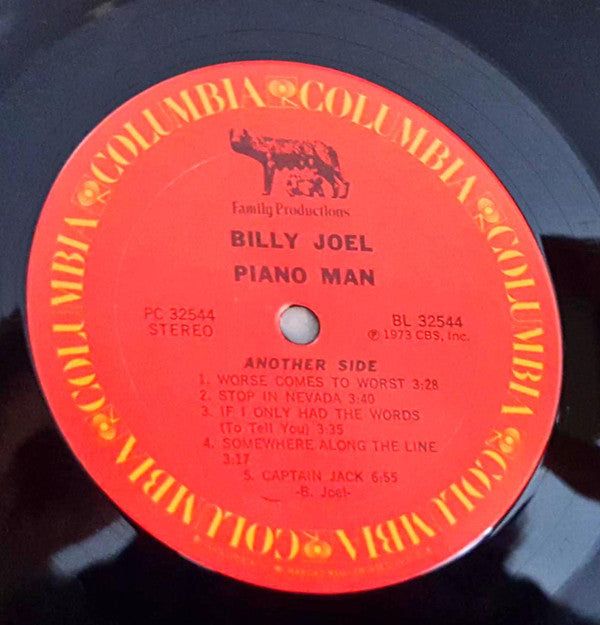 COLUMBIA COLUMBIA COLUMBIA COLUMBIA COLUMBIA COLUMBIA
Family Productions
BILLY JOEL
PIANO MAN
PC 32544
STEREO
BL 32544
℗ 1973 CBS, Inc.
ANOTHER SIDE
1. WORSE COMES TO WORST 3:28
2. STOP IN NEVADA 3:40
3. IF I ONLY HAD THE WORDS
(To Tell You) 3:35
4. SOMEWHERE ALONG THE LINE
3:17
5. CAPTAIN JACK 6:55
-B. Joel-